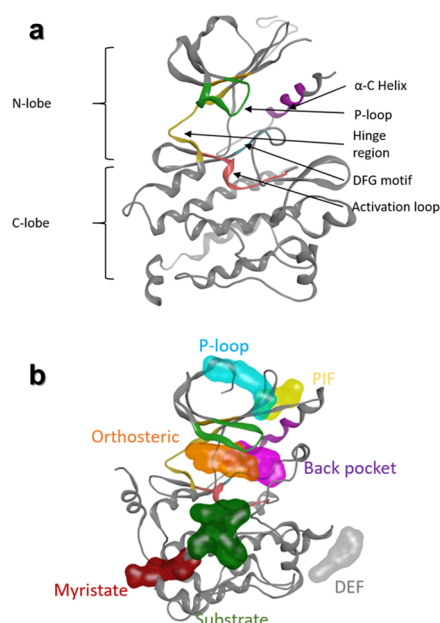 a
α-C Helix
N-lobe
P-loop
Hinge
region
DFG motif
Activation loop
C-lobe
P-loop
b
PIF
Orthosteric
Back pocket
Myristate
DEF
Substrate